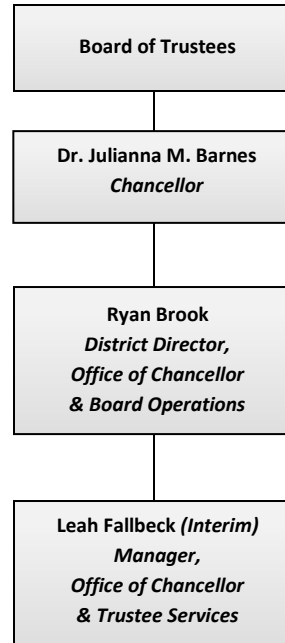 Board of Trustees
Dr. Julianna M. Barnes
Chancellor
Ryan Brook
District Director,
Office of Chancellor
& Board Operations
Leah Fallbeck (Interim)
Manager,
Office of Chancellor
& Trustee Services